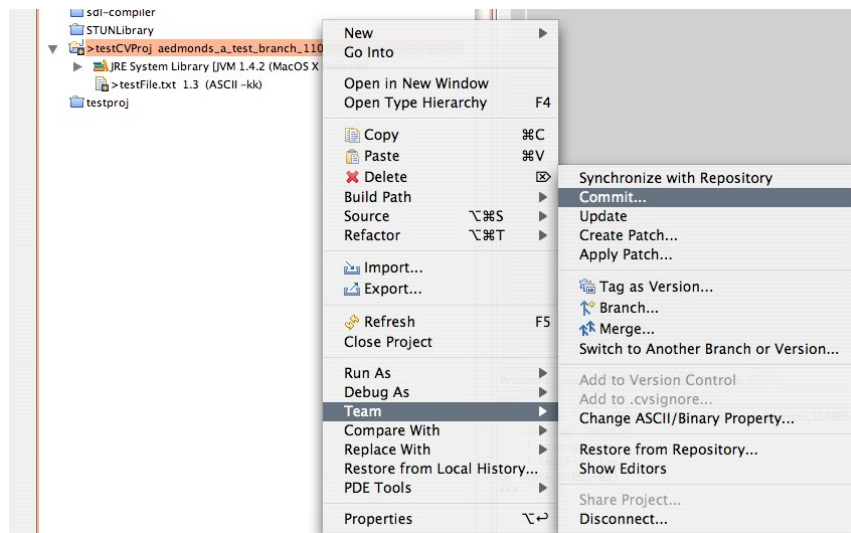 sdl-compiler
STUNLibrary
>testCVProj aedmonds_a_test_branch_110
JRE System Library [JVM 1.4.2 (MacOS X
>testFile.txt 1.3 (ASCII -kk)
testproj
New
Go Into
Open in New Window
Open Type Hierarchy F4
Copy ⌘C
Paste ⌘V
Delete ⌦
Build Path
Source ⌥⌘S
Refactor ⌥⌘T
Import...
Export...
Refresh F5
Close Project
Run As
Debug As
Team
Compare With
Replace With
Restore from Local History...
PDE Tools
Properties ⌥↩
Synchronize with Repository
Commit...
Update
Create Patch...
Apply Patch...
Tag as Version...
Branch...
Merge...
Switch to Another Branch or Version...
Add to Version Control
Add to .cvsignore...
Change ASCII/Binary Property...
Restore from Repository...
Show Editors
Share Project...
Disconnect...